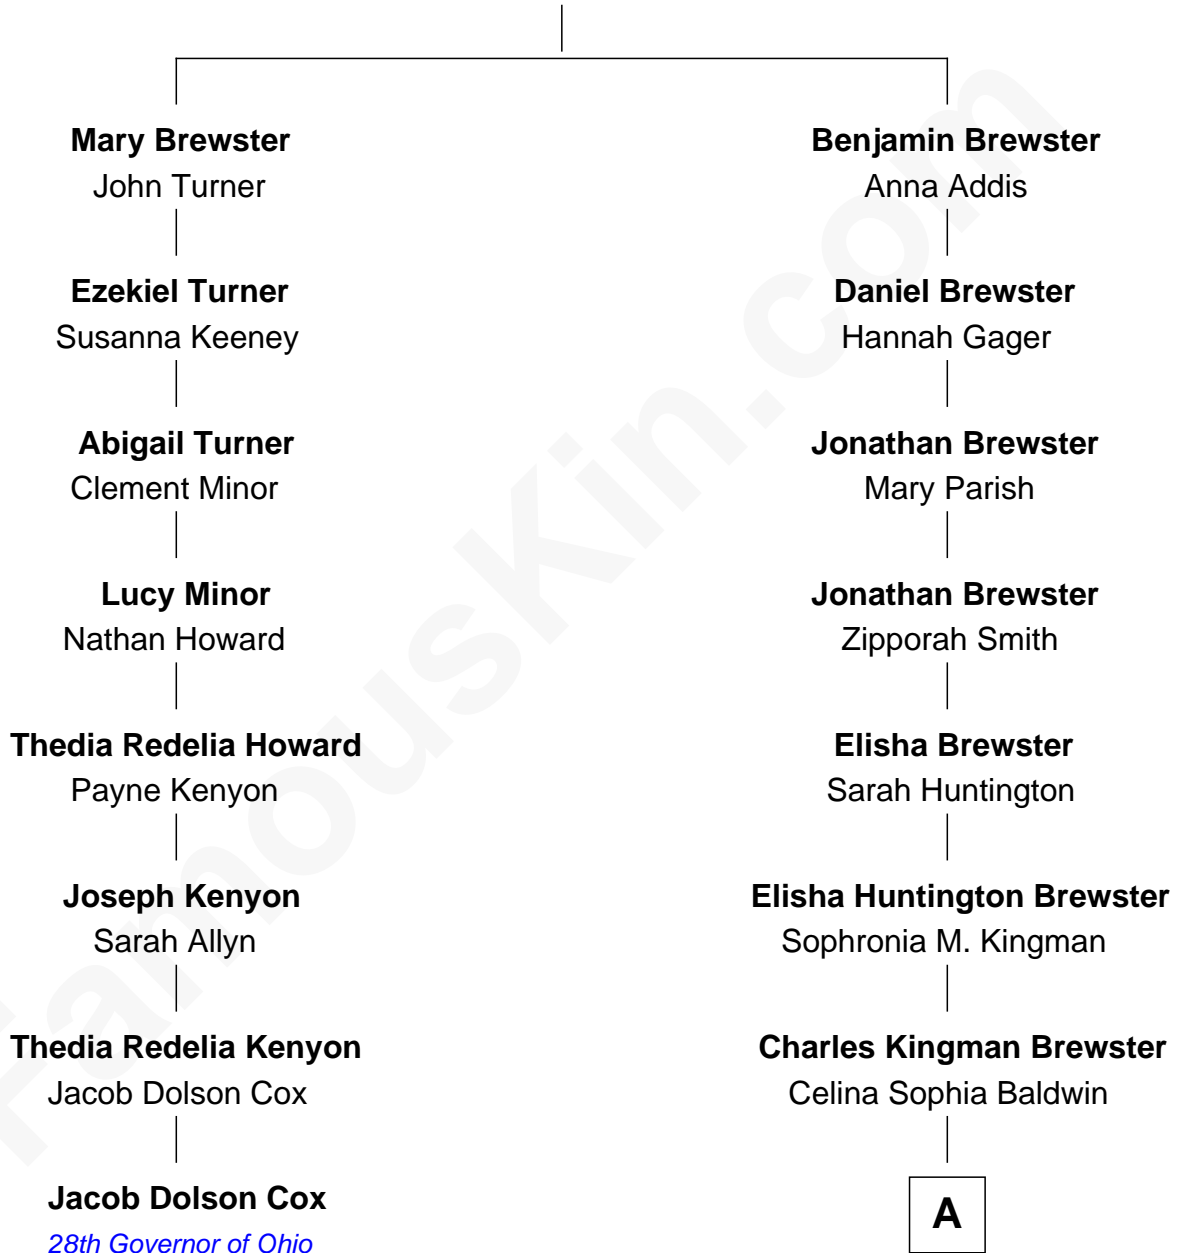 Mary Brewster
John Turner
Ezekiel Turner
Susanna Keeney
Abigail Turner
Clement Minor
Lucy Minor
Nathan Howard
Thedia Redelia Howard
Payne Kenyon
Joseph Kenyon
Sarah Allyn
Thedia Redelia Kenyon
Jacob Dolson Cox
Jacob Dolson Cox
28th Governor of Ohio
Benjamin Brewster
Anna Addis
Daniel Brewster
Hannah Gager
Jonathan Brewster
Mary Parish
Jonathan Brewster
Zipporah Smith
Elisha Brewster
Sarah Huntington
Elisha Huntington Brewster
Sophronia M. Kingman
Charles Kingman Brewster
Celina Sophia Baldwin
A
FamousKin.com